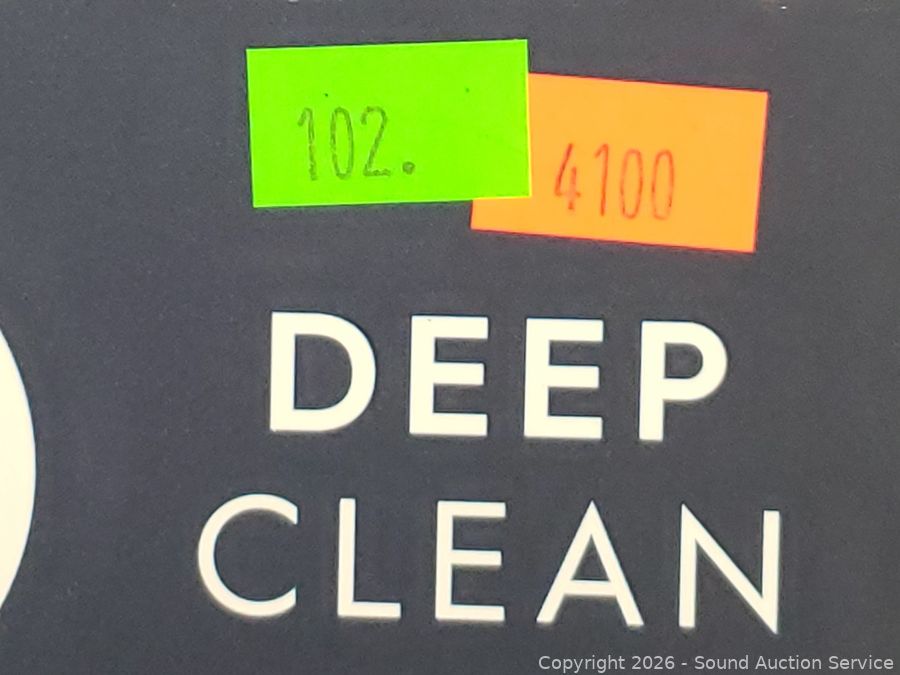 102.
4100
DEEP
CLEAN
Copyright 2026 - Sound Auction Service